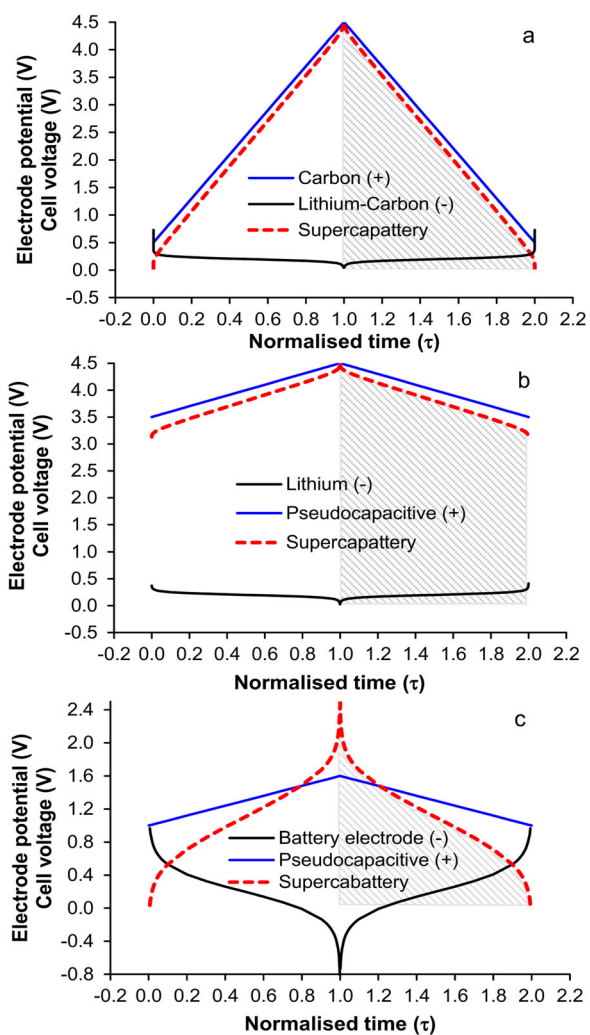 a
4.5
4.0
3.5
3.0
2.5
2.0
1.5
1.0
0.5
0.0
-0.5
Electrode potential (V)
Cell voltage (V)
Carbon (+)
Lithium-Carbon (-)
Supercapattery
-0.2 0.0 0.2 0.4 0.6 0.8 1.0 1.2 1.4 1.6 1.8 2.0 2.2
Normalised time (τ)
b
4.5
4.0
3.5
3.0
2.5
2.0
1.5
1.0
0.5
0.0
-0.5
Electrode potential (V)
Cell voltage (V)
Lithium (-)
Pseudocapacitive (+)
Supercapattery
-0.2 0.0 0.2 0.4 0.6 0.8 1.0 1.2 1.4 1.6 1.8 2.0 2.2
Normalised time (τ)
c
2.4
2.0
1.6
1.2
0.8
0.4
0.0
-0.4
-0.8
Electrode potential (V)
Cell voltage (V)
Battery electrode (-)
Pseudocapacitive (+)
Supercabattery
-0.2 0.0 0.2 0.4 0.6 0.8 1.0 1.2 1.4 1.6 1.8 2.0 2.2
Normalised time (τ)